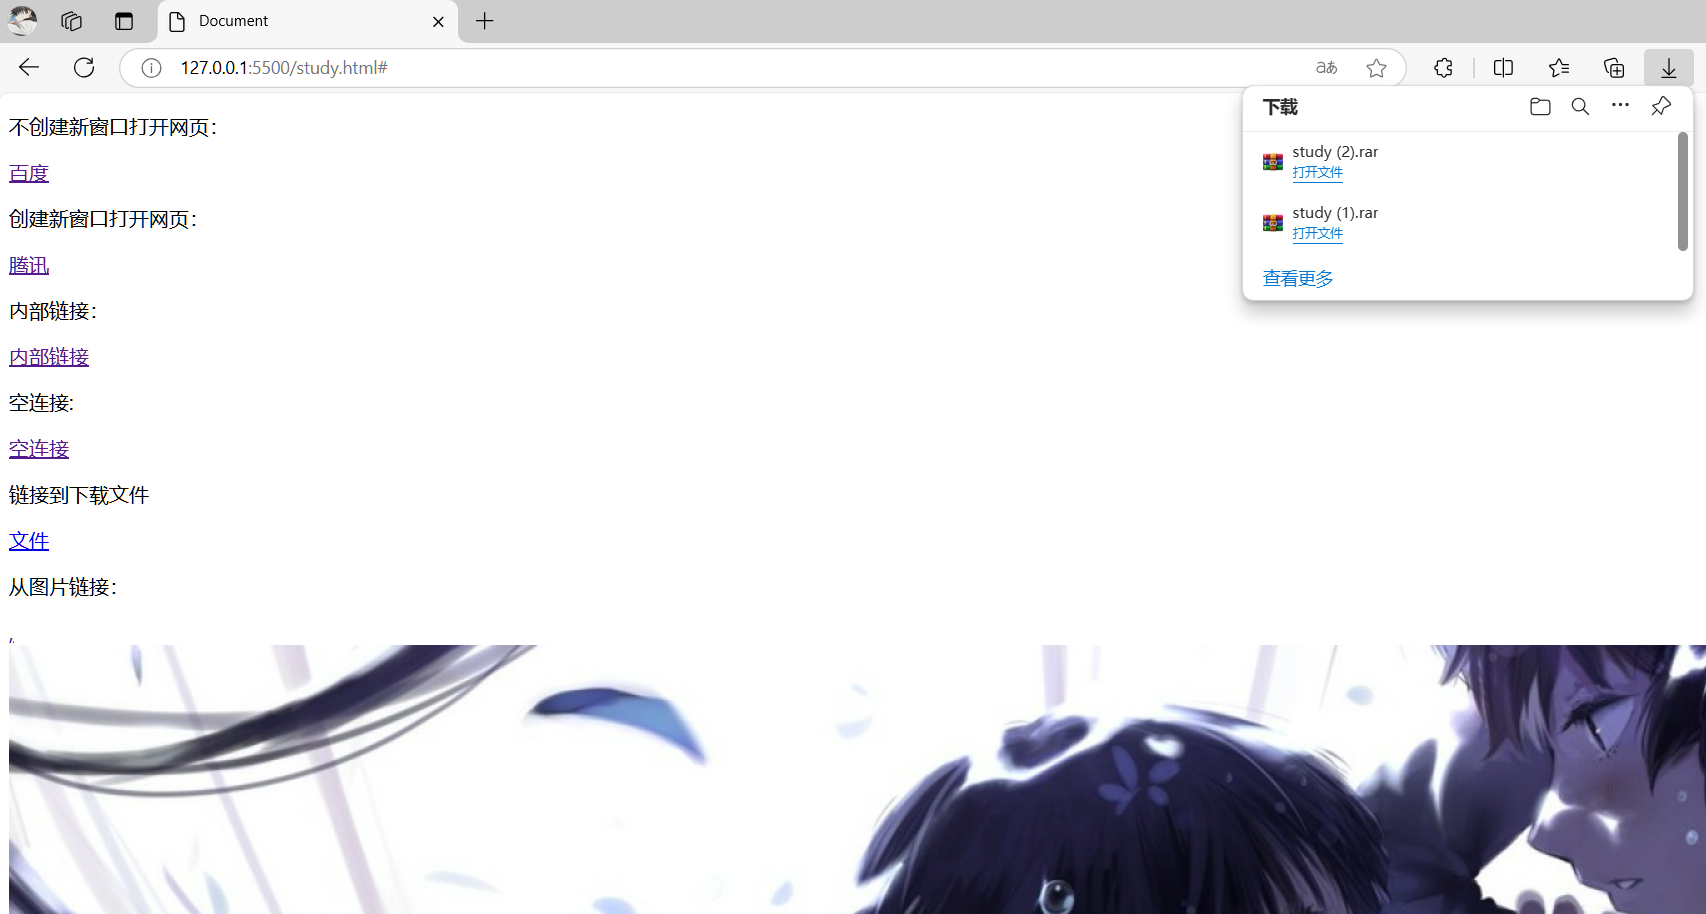 Document
127.0.0.1:5500/study.html#
下载
study (2).rar
打开文件
study (1).rar
打开文件
查看更多
不创建新窗口打开网页：
百度
创建新窗口打开网页：
腾讯
内部链接：
内部链接
空连接:
空连接
链接到下载文件
文件
从图片链接：